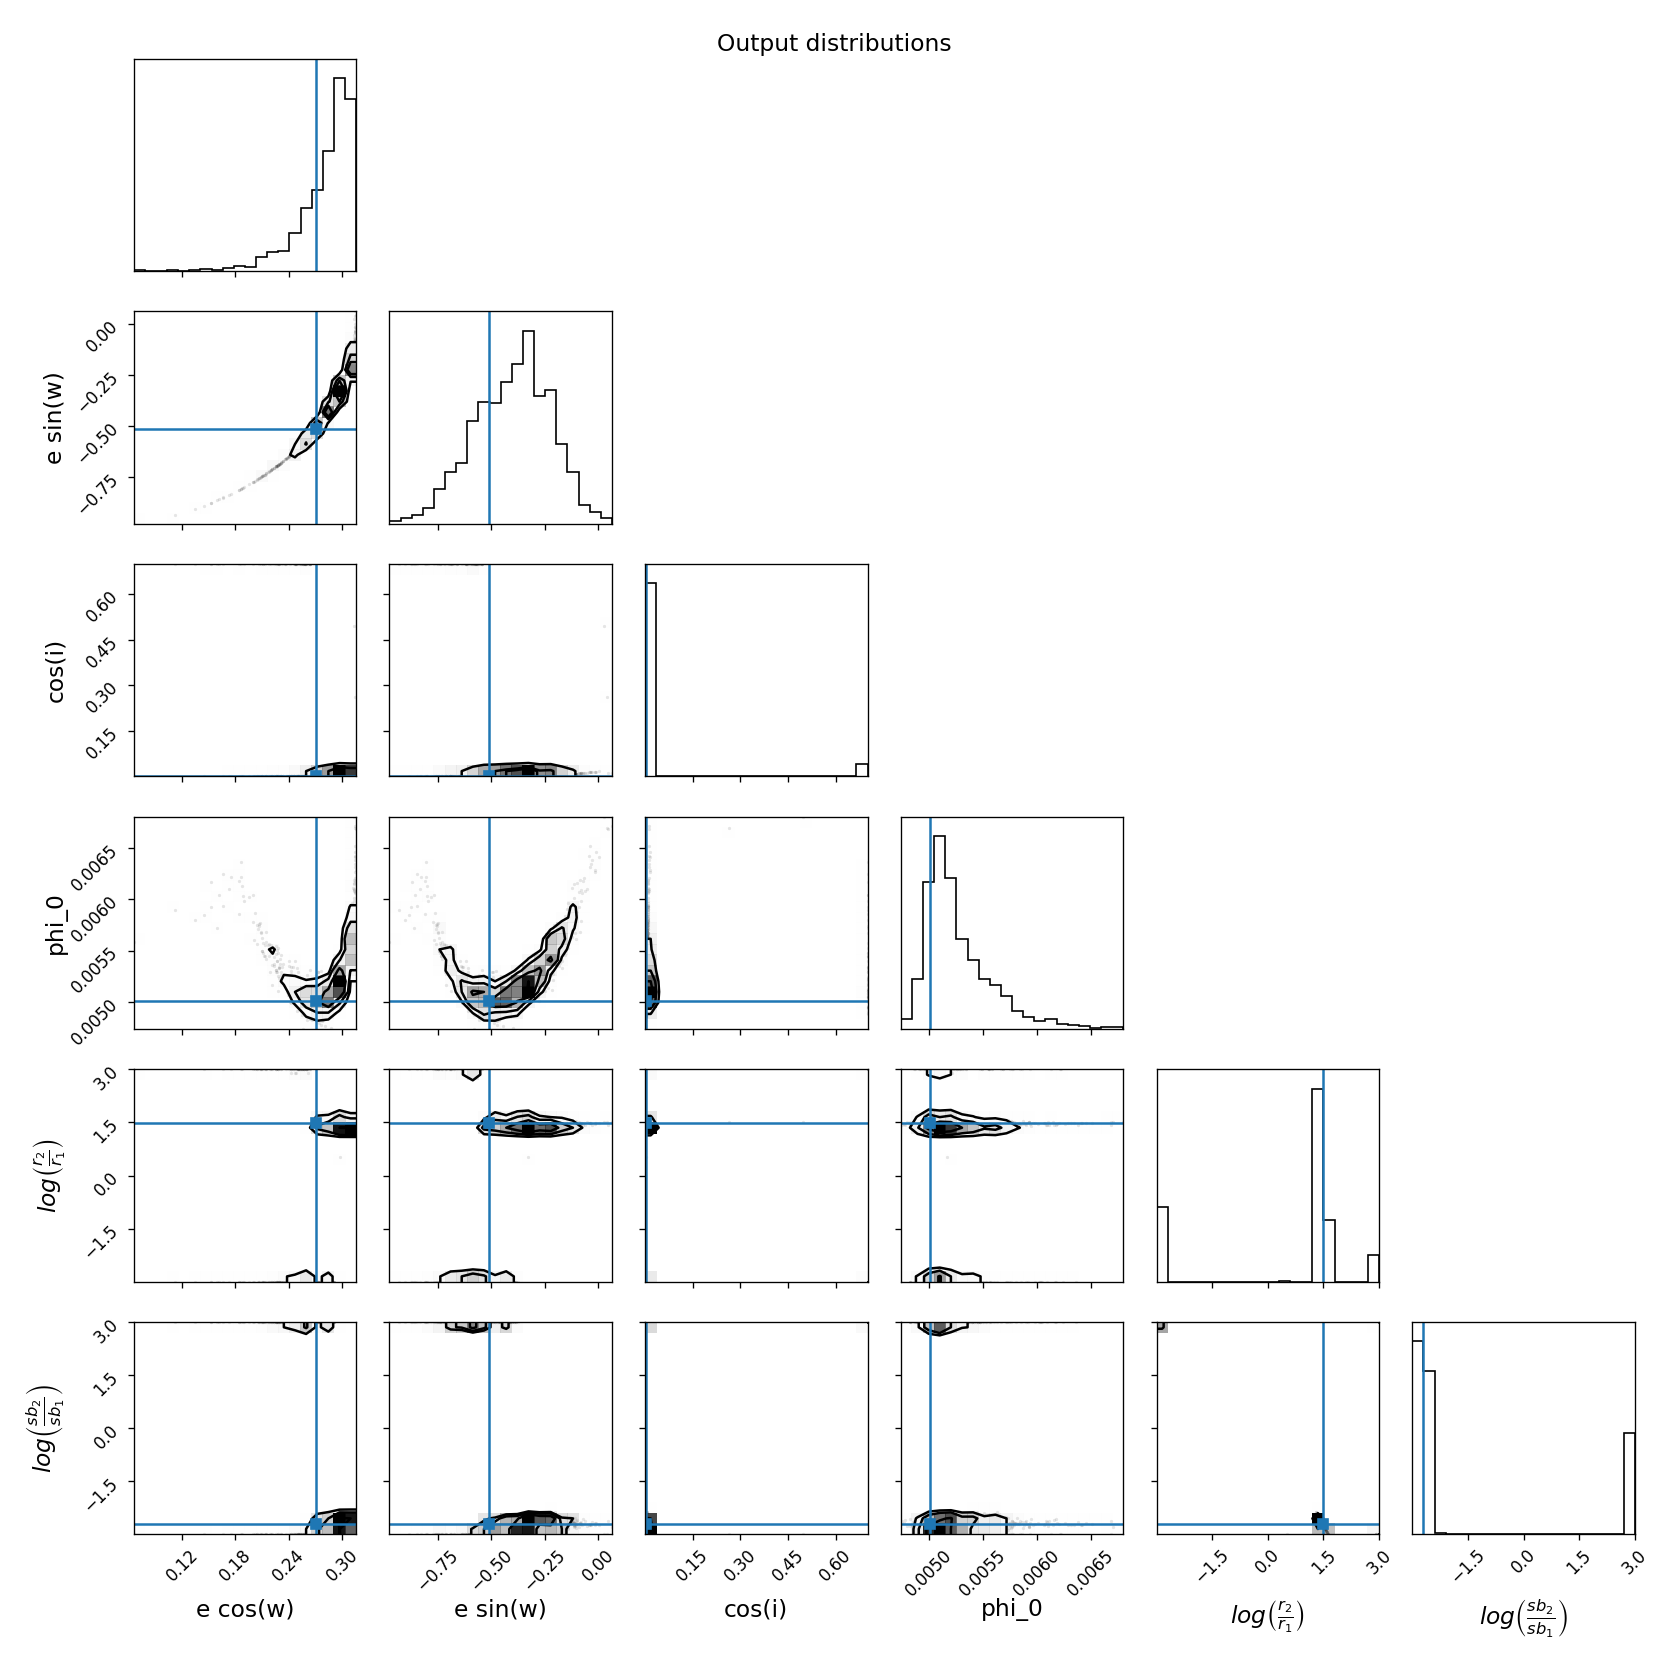 Output distributions
e sin(w)
0.00
−0.25
−0.50
−0.75
cos(i)
0.60
0.45
0.30
0.15
phi_0
0.0065
0.0060
0.0055
0.0050
log(r₂/r₁)
3.0
1.5
0.0
−1.5
log(sb₂/sb₁)
3.0
1.5
0.0
−1.5
0.12 0.18 0.24 0.30 −0.75 −0.50 −0.25 0.00 0.15 0.30 0.45 0.60 0.0050 0.0055 0.0060 0.0065 −1.5 0.0 1.5 3.0 −1.5 0.0 1.5 3.0
e cos(w) e sin(w) cos(i) phi_0 log(r₂/r₁) log(sb₂/sb₁)